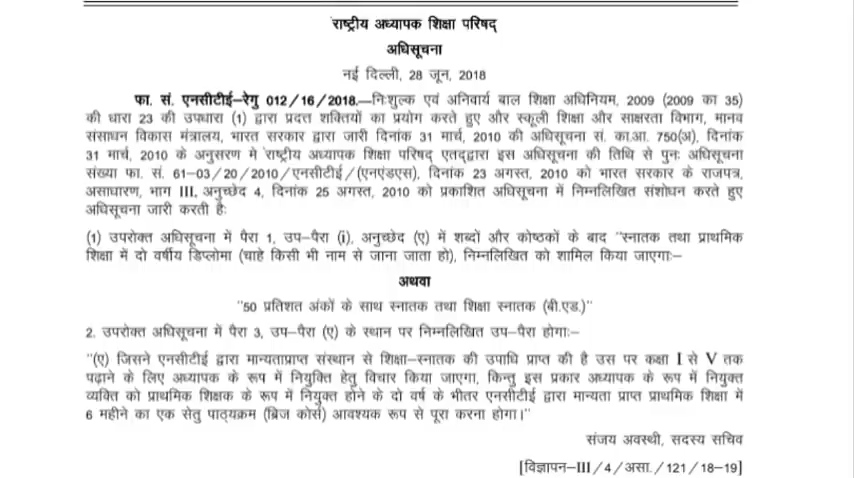 राष्ट्रीय अध्यापक शिक्षा परिषद्
अधिसूचना
नई दिल्ली, 28 जून, 2018
फा. सं. एनसीटीई–रेगु 012/16/2018.—निःशुल्क एवं अनिवार्य बाल शिक्षा अधिनियम, 2009 (2009 का 35)
की धारा 23 की उपधारा (1) द्वारा प्रदत्त शक्तियों का प्रयोग करते हुए और स्कूली शिक्षा और साक्षरता विभाग, मानव
संसाधन विकास मंत्रालय, भारत सरकार द्वारा जारी दिनांक 31 मार्च, 2010 की अधिसूचना सं. का.आ. 750(अ), दिनांक
31 मार्च, 2010 के अनुसरण मे राष्ट्रीय अध्यापक शिक्षा परिषद् एतद्द्वारा इस अधिसूचना की तिथि से पुनः अधिसूचना
संख्या फा. सं. 61–03/20/2010/एनसीटीई/(एनएंडएस), दिनांक 23 अगस्त, 2010 को भारत सरकार के राजपत्र,
असाधारण, भाग III, अनुच्छेद 4, दिनांक 25 अगस्त, 2010 को प्रकाशित अधिसूचना में निम्नलिखित संशोधन करते हुए
अधिसूचना जारी करती हैः
(1) उपरोक्त अधिसूचना में पैरा 1, उप–पैरा (i), अनुच्छेद (ए) में शब्दों और कोष्ठकों के बाद "स्नातक तथा प्राथमिक
शिक्षा में दो वर्षीय डिप्लोमा (चाहे किसी भी नाम से जाना जाता हो), निम्नलिखित को शामिल किया जाएगाः–
अथवा
"50 प्रतिशत अंकों के साथ स्नातक तथा शिक्षा स्नातक (बी.एड.)"
2. उपरोक्त अधिसूचना में पैरा 3, उप–पैरा (ए) के स्थान पर निम्नलिखित उप–पैरा होगाः–
"(ए) जिसने एनसीटीई द्वारा मान्यताप्राप्त संस्थान से शिक्षा–स्नातक की उपाधि प्राप्त की है उस पर कक्षा I से V तक
पढ़ाने के लिए अध्यापक के रूप में नियुक्ति हेतु विचार किया जाएगा, किन्तु इस प्रकार अध्यापक के रूप में नियुक्त
व्यक्ति को प्राथमिक शिक्षक के रूप में नियुक्त होने के दो वर्ष के भीतर एनसीटीई द्वारा मान्यता प्राप्त प्राथमिक शिक्षा में
6 महीने का एक सेतु पाठ्यक्रम (ब्रिज कोर्स) आवश्यक रूप से पूरा करना होगा।"
संजय अवस्थी, सदस्य सचिव
[विज्ञापन–III/4/असा./121/18–19]